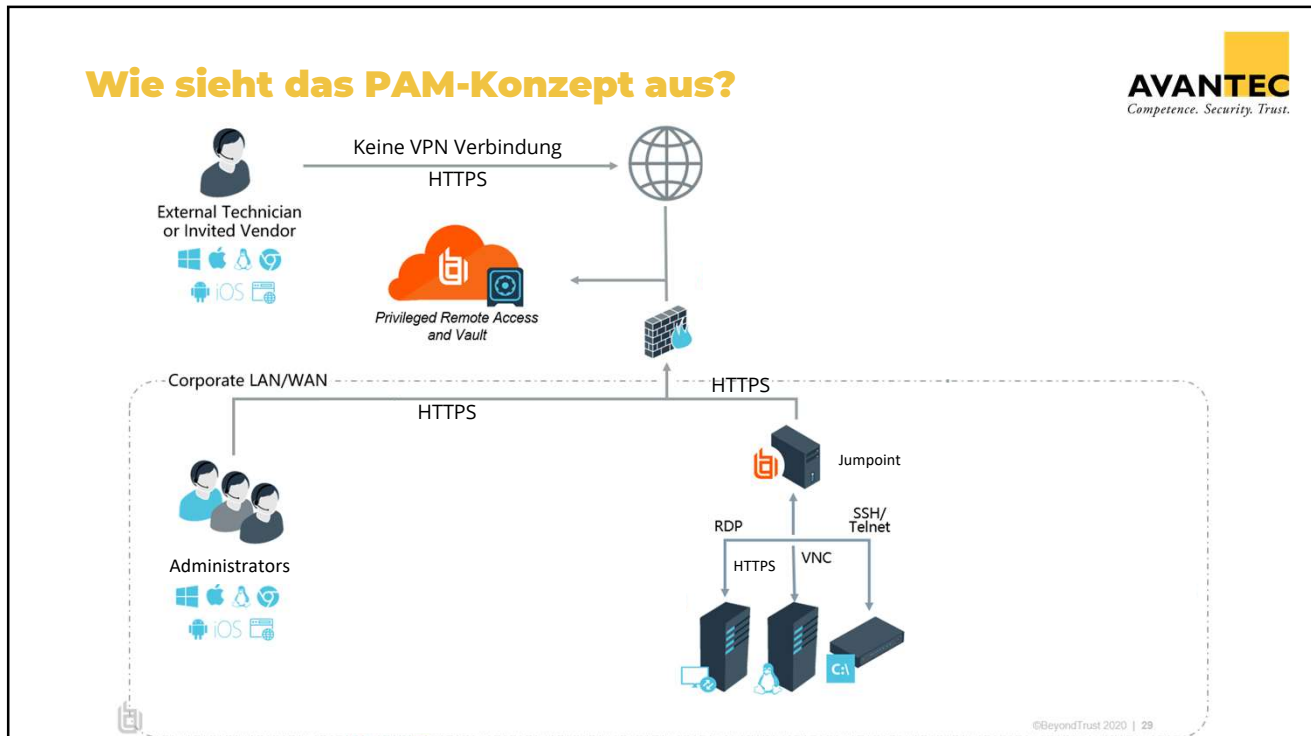 Wie sieht das PAM-Konzept aus?
AVANTEC
Competence. Security. Trust.
Keine VPN Verbindung
HTTPS
External Technician
or Invited Vendor
iOS
Privileged Remote Access
and Vault
Corporate LAN/WAN
HTTPS
HTTPS
Jumpoint
RDP
SSH/
Telnet
HTTPS
VNC
Administrators
iOS
C:\
©BeyondTrust 2020 | 29